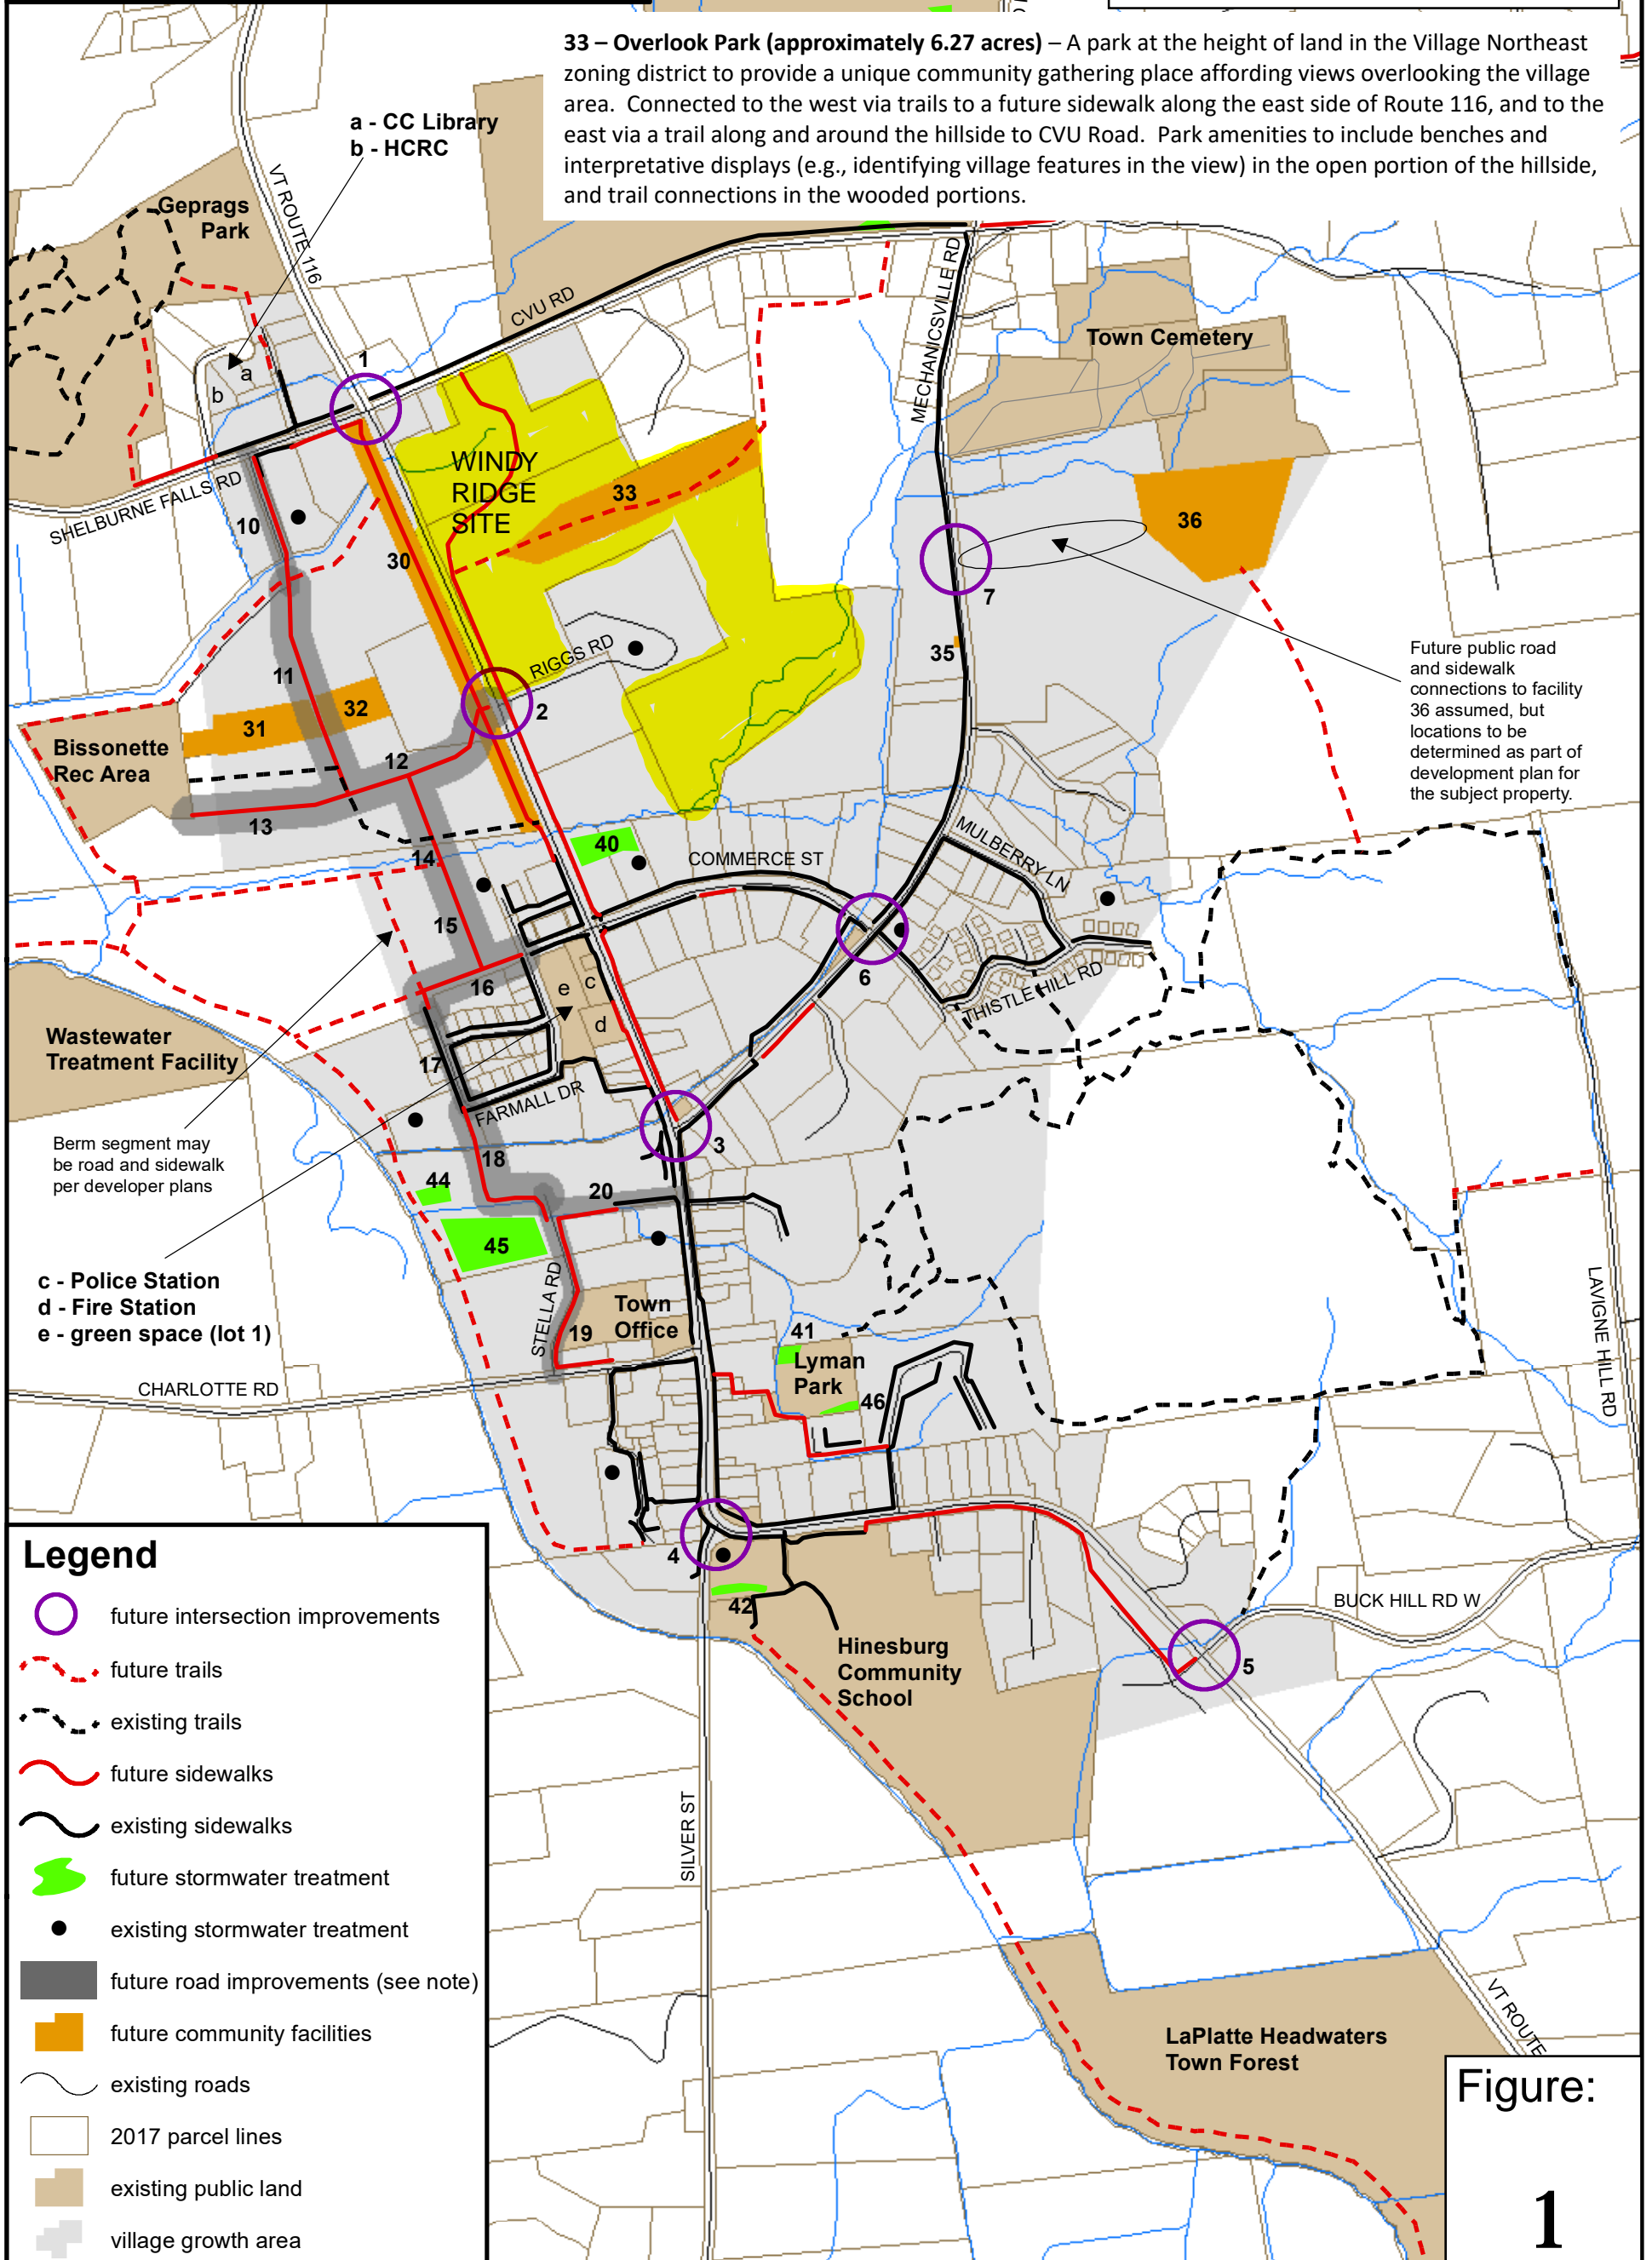 33 – Overlook Park (approximately 6.27 acres) – A park at the height of land in the Village Northeast
zoning district to provide a unique community gathering place affording views overlooking the village
area.  Connected to the west via trails to a future sidewalk along the east side of Route 116, and to the
east via a trail along and around the hillside to CVU Road.  Park amenities to include benches and
interpretative displays (e.g., identifying village features in the view) in the open portion of the hillside,
and trail connections in the wooded portions.
a - CC Library
b - HCRC
VT ROUTE 116
Geprags
Park
CVU RD
MECHANICSVILLE RD
Town Cemetery
1
a
b
WINDY
RIDGE
SITE
33
SHELBURNE FALLS RD
10
30
36
7
35
Future public road
and sidewalk
connections to facility
36 assumed, but
locations to be
determined as part of
development plan for
the subject property.
RIGGS RD
11
32
31
2
Bissonette
Rec Area
12
13
14
40
COMMERCE ST
MULBERRY LN
15
6
16
e
c
d
THISTLE HILL RD
Wastewater
Treatment Facility
17
FARMALL DR
3
Berm segment may
be road and sidewalk
per developer plans
18
44
20
45
c - Police Station
d - Fire Station
e - green space (lot 1)
STELLA RD
Town
Office
19
41
Lyman
Park
46
LAVIGNE HILL RD
CHARLOTTE RD
4
42
Hinesburg
Community
School
BUCK HILL RD W
5
SILVER ST
VT ROUTE
LaPlatte Headwaters
Town Forest
Legend
future intersection improvements
future trails
existing trails
future sidewalks
existing sidewalks
future stormwater treatment
existing stormwater treatment
future road improvements (see note)
future community facilities
existing roads
2017 parcel lines
existing public land
village growth area
Figure:
1